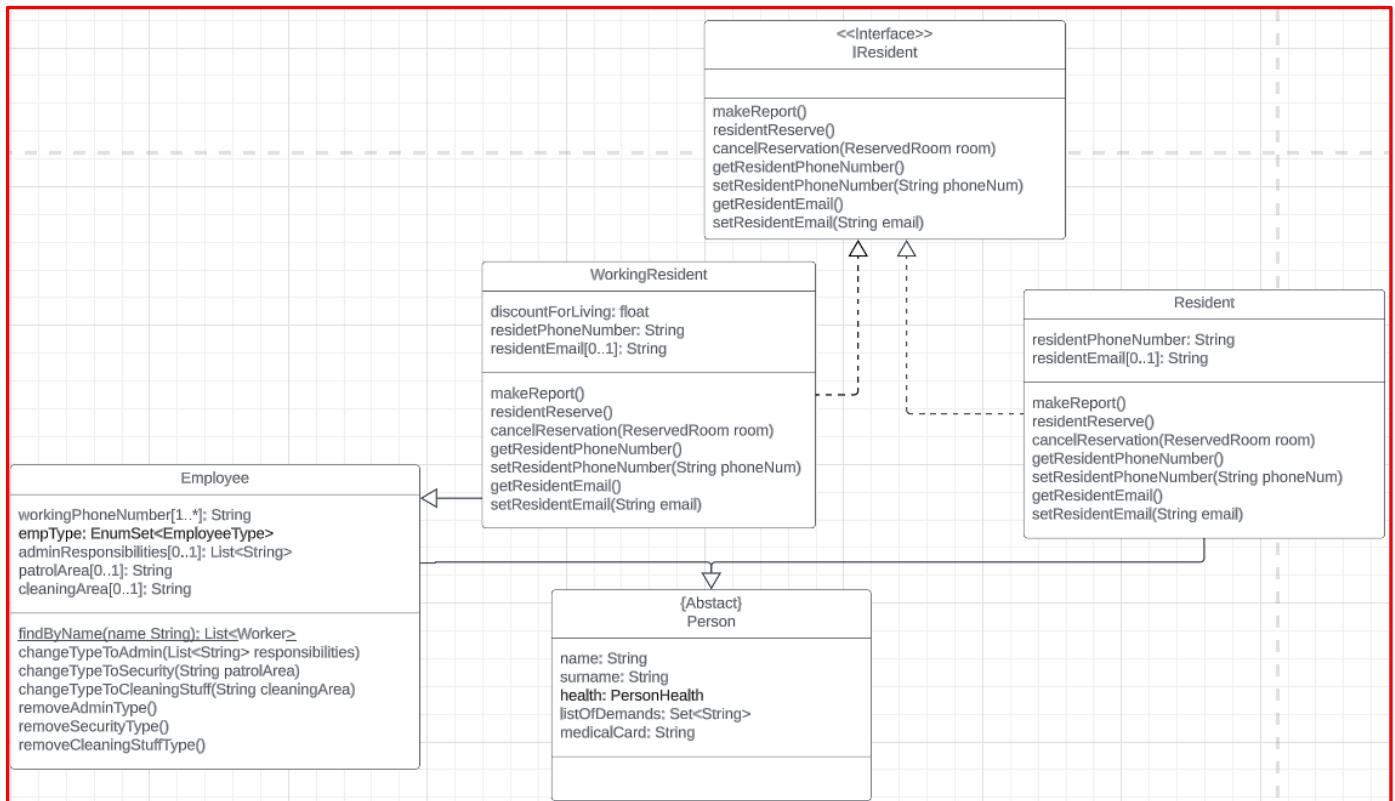 <<Interface>>
IResident
makeReport()
residentReserve()
cancelReservation(ReservedRoom room)
getResidentPhoneNumber()
setResidentPhoneNumber(String phoneNum)
getResidentEmail()
setResidentEmail(String email)
WorkingResident
discountForLiving: float
residetPhoneNumber: String
residentEmail[0..1]: String
makeReport()
residentReserve()
cancelReservation(ReservedRoom room)
getResidentPhoneNumber()
setResidentPhoneNumber(String phoneNum)
getResidentEmail()
setResidentEmail(String email)
Resident
residentPhoneNumber: String
residentEmail[0..1]: String
makeReport()
residentReserve()
cancelReservation(ReservedRoom room)
getResidentPhoneNumber()
setResidentPhoneNumber(String phoneNum)
getResidentEmail()
setResidentEmail(String email)
Employee
workingPhoneNumber[1..*]: String
empType: EnumSet<EmployeeType>
adminResponsibilities[0..1]: List<String>
patrolArea[0..1]: String
cleaningArea[0..1]: String
findByName(name String): List<Worker>
changeTypeToAdmin(List<String> responsibilities)
changeTypeToSecurity(String patrolArea)
changeTypeToCleaningStuff(String cleaningArea)
removeAdminType()
removeSecurityType()
removeCleaningStuffType()
{Abstact}
Person
name: String
surname: String
health: PersonHealth
listOfDemands: Set<String>
medicalCard: String